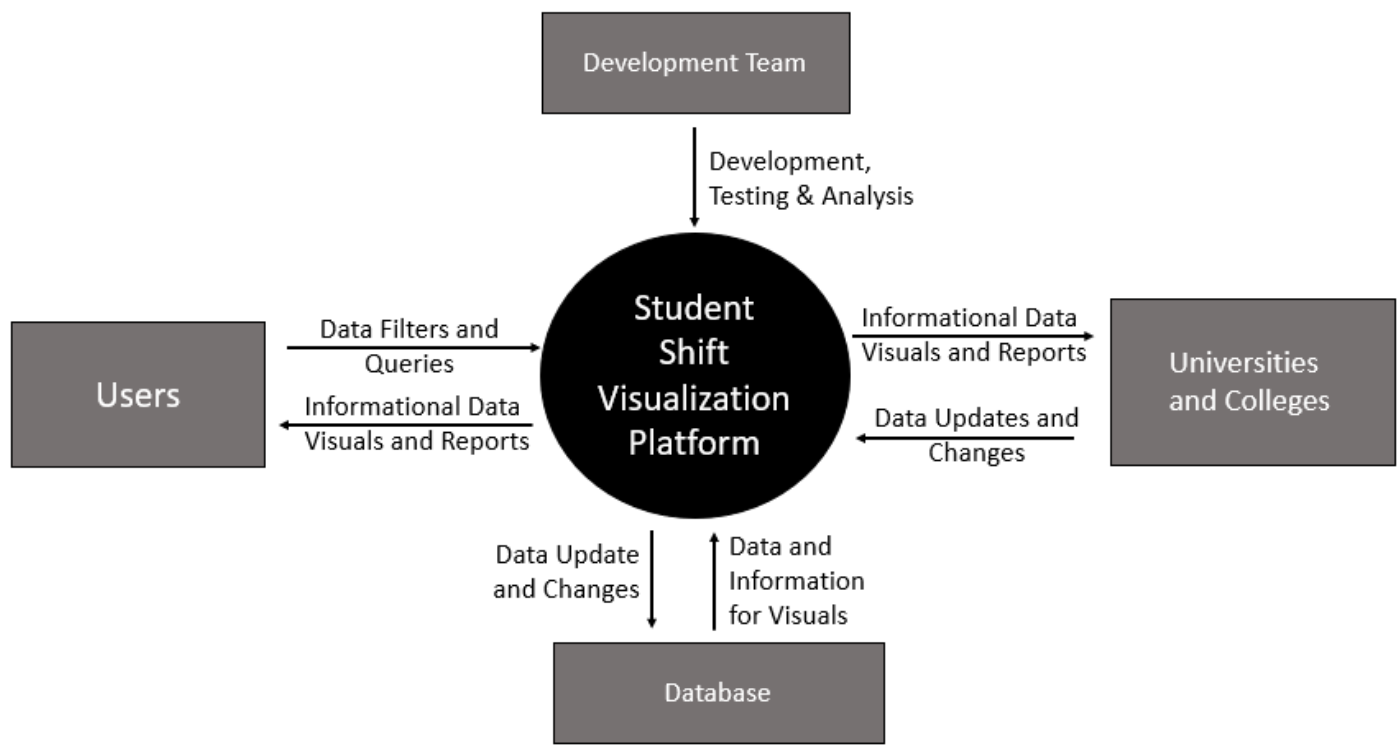 Development Team
Development,
Testing & Analysis
Student
Shift
Visualization
Platform
Users
Data Filters and
Queries
Informational Data
Visuals and Reports
Informational Data
Visuals and Reports
Data Updates and
Changes
Universities
and Colleges
Data Update
and Changes
Data and
Information
for Visuals
Database